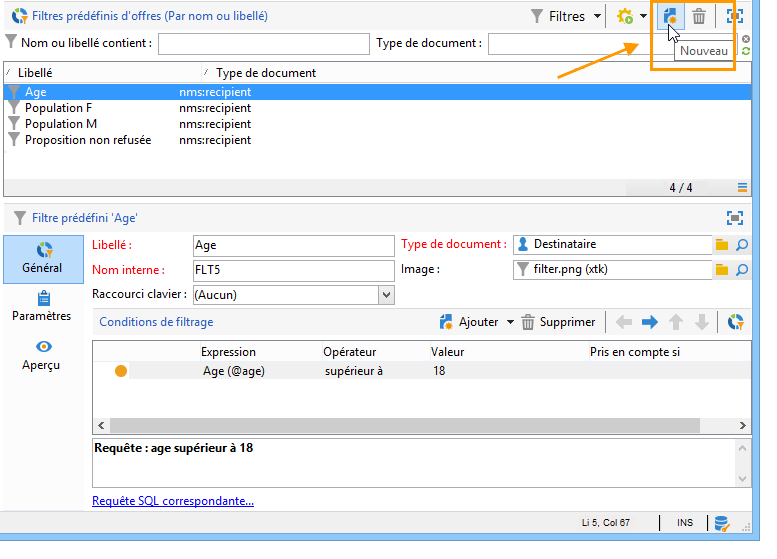 Filtres prédéfinis d'offres (Par nom ou libellé) Filtres
Nom ou libellé contient : Type de document :
Nouveau
Libellé Type de document
Age nms:recipient
Population F nms:recipient
Population M nms:recipient
Proposition non refusée nms:recipient
4 / 4
Filtre prédéfini 'Age'
Général
Paramètres
Aperçu
Libellé : Age Type de document : Destinataire
Nom interne : FLT5 Image : filter.png (xtk)
Raccourci clavier : (Aucun)
Conditions de filtrage Ajouter Supprimer
Expression Opérateur Valeur Pris en compte si
Age (@age) supérieur à 18
Requête : age supérieur à 18
Requête SQL correspondante...
Li 5, Col 67 INS